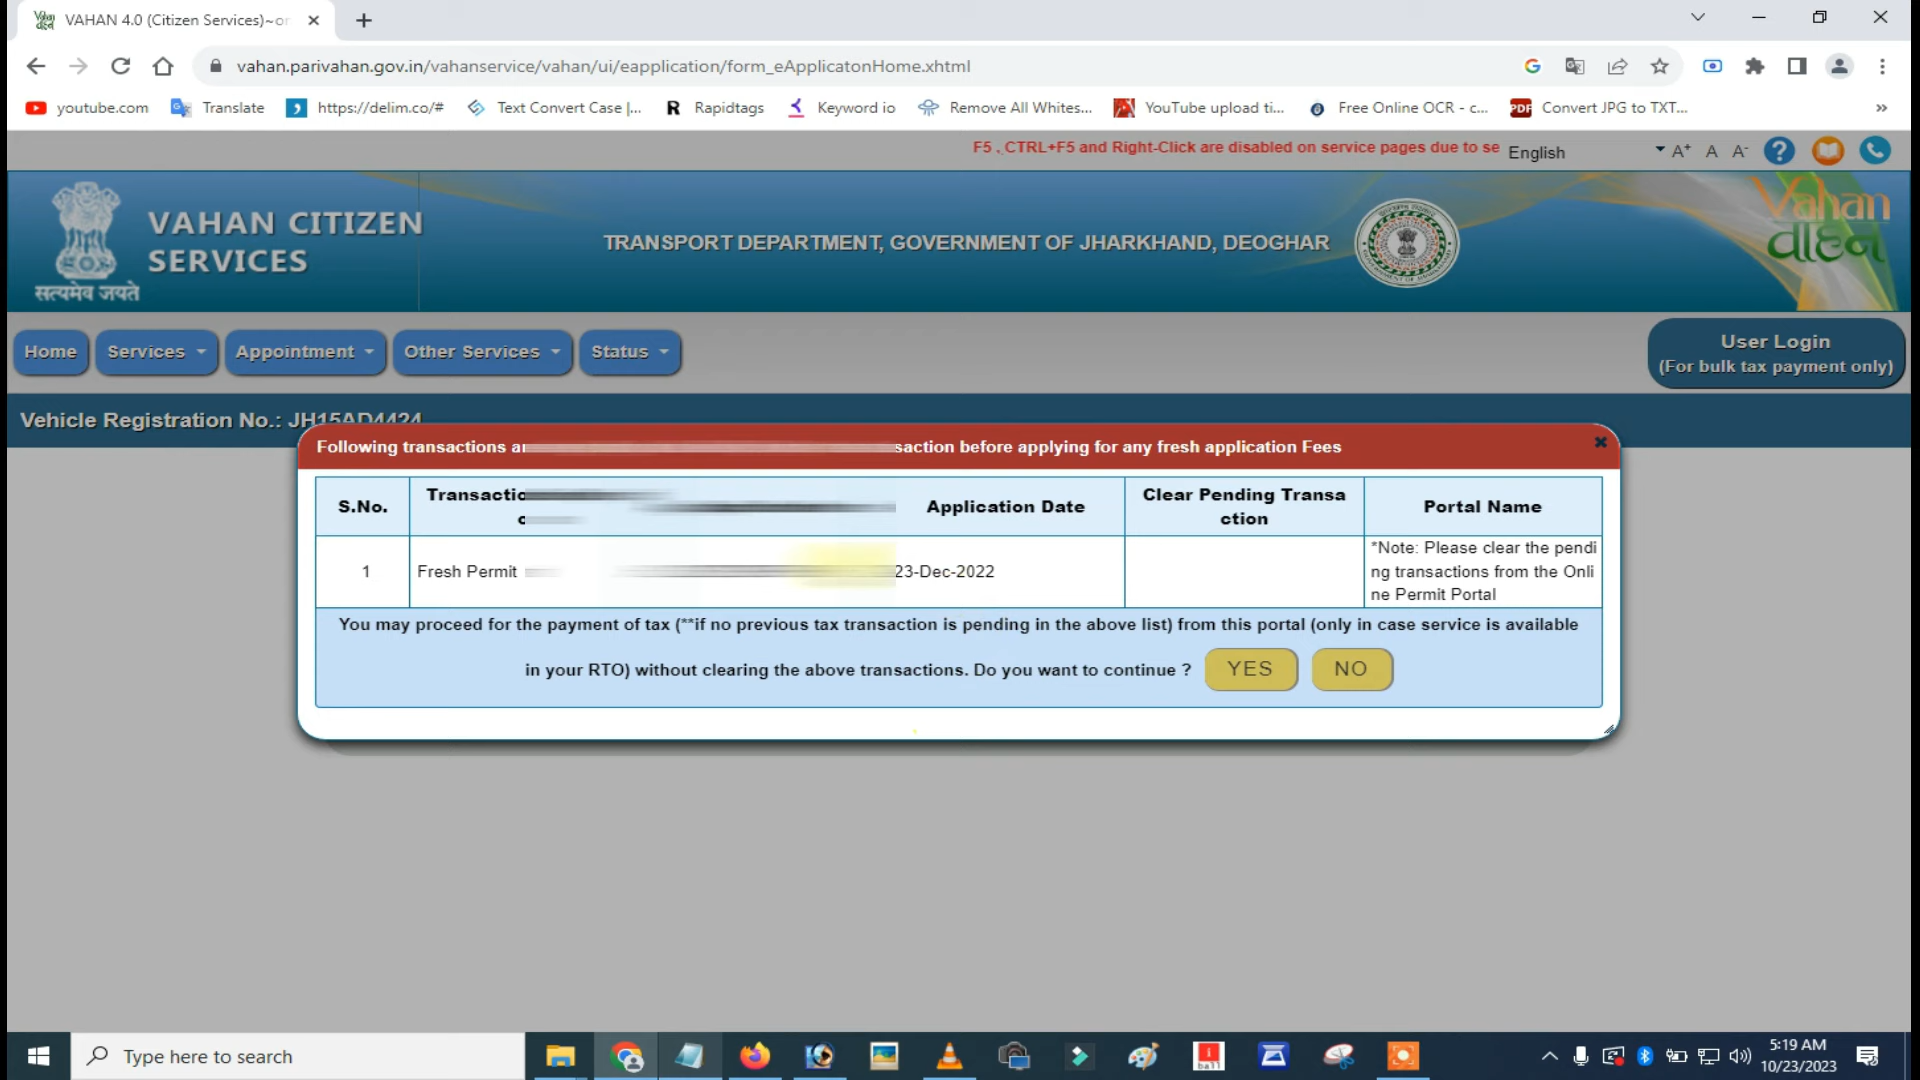 VAHAN 4.0 (Citizen Services)~or
vahan.parivahan.gov.in/vahanservice/vahan/ui/eapplication/form_eApplicatonHome.xhtml
youtube.com Translate https://delim.co/# Text Convert Case |... Rapidtags Keyword io Remove All Whites... YouTube upload ti... Free Online OCR - c... Convert JPG to TXT...
F5 , CTRL+F5 and Right-Click are disabled on service pages due to se English A+ A A-
VAHAN CITIZEN
SERVICES
सत्यमेव जयते
TRANSPORT DEPARTMENT, GOVERNMENT OF JHARKHAND, DEOGHAR
Vahan
वाहन
Home Services Appointment Other Services Status
User Login
(For bulk tax payment only)
Vehicle Registration No.: JH15AD4424
Following transactions saction before applying for any fresh application Fees
S.No. Application Date Clear Pending Transa
ction Portal Name
1 Fresh Permit 23-Dec-2022 *Note: Please clear the pendi
ng transactions from the Onli
ne Permit Portal
You may proceed for the payment of tax (**if no previous tax transaction is pending in the above list) from this portal (only in case service is available
in your RTO) without clearing the above transactions. Do you want to continue ? YES NO
Type here to search
5:19 AM
10/23/2023